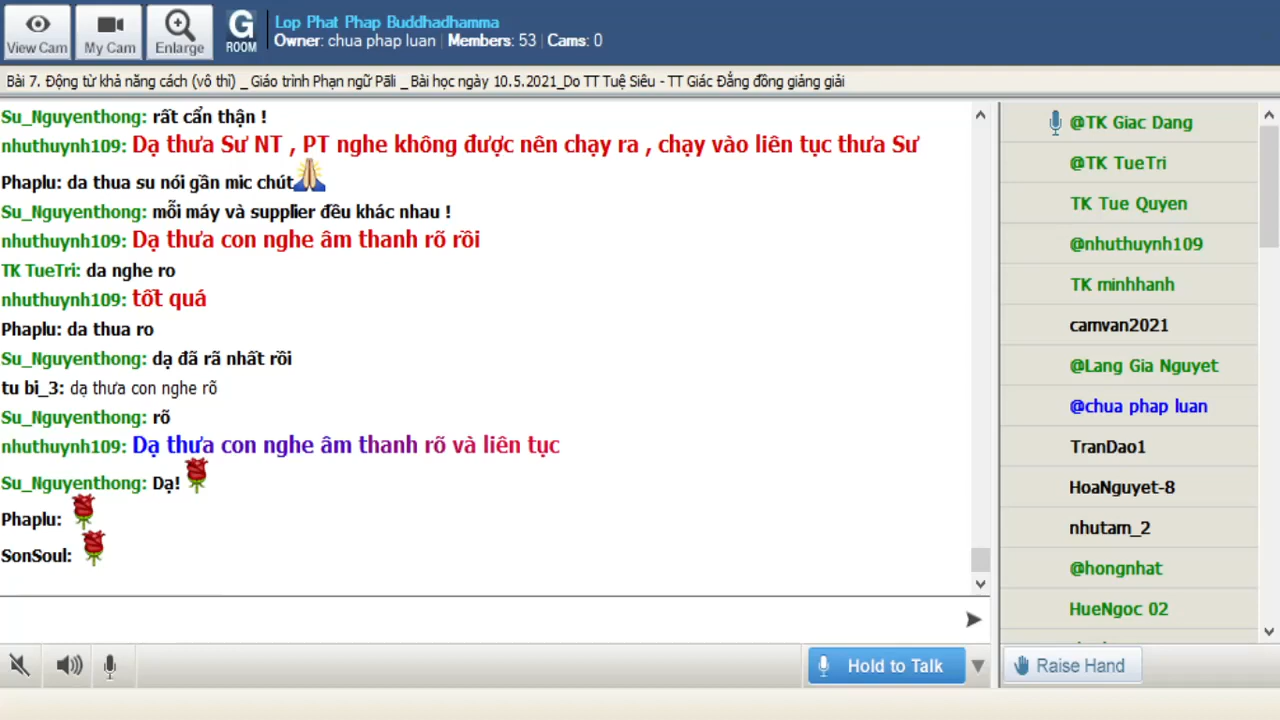 View Cam
My Cam
Enlarge
G
ROOM
Lop Phat Phap Buddhadhamma
Owner: chua phap luan | Members: 53 | Cams: 0
Bài 7. Động từ khả năng cách (vô thì) _ Giáo trình Phạn ngữ Pāli _ Bài học ngày 10.5.2021_Do TT Tuệ Siêu - TT Giác Đẳng đồng giảng giải
Su_Nguyenthong: rất cẩn thận !
nhuthuynh109: Dạ thưa Sư NT , PT nghe không được nên chạy ra , chạy vào liên tục thưa Sư
Phaplu: da thua su nói gần mic chút
Su_Nguyenthong: mỗi máy và supplier đều khác nhau !
nhuthuynh109: Dạ thưa con nghe âm thanh rõ rồi
TK TueTri: da nghe ro
nhuthuynh109: tốt quá
Phaplu: da thua ro
Su_Nguyenthong: dạ đã rã nhất rồi
tu bi_3: dạ thưa con nghe rõ
Su_Nguyenthong: rõ
nhuthuynh109: Dạ thưa con nghe âm thanh rõ và liên tục
Su_Nguyenthong: Dạ!
Phaplu:
SonSoul:
Hold to Talk
@TK Giac Dang
@TK TueTri
TK Tue Quyen
@nhuthuynh109
TK minhhanh
camvan2021
@Lang Gia Nguyet
@chua phap luan
TranDao1
HoaNguyet-8
nhutam_2
@hongnhat
HueNgoc 02
Raise Hand